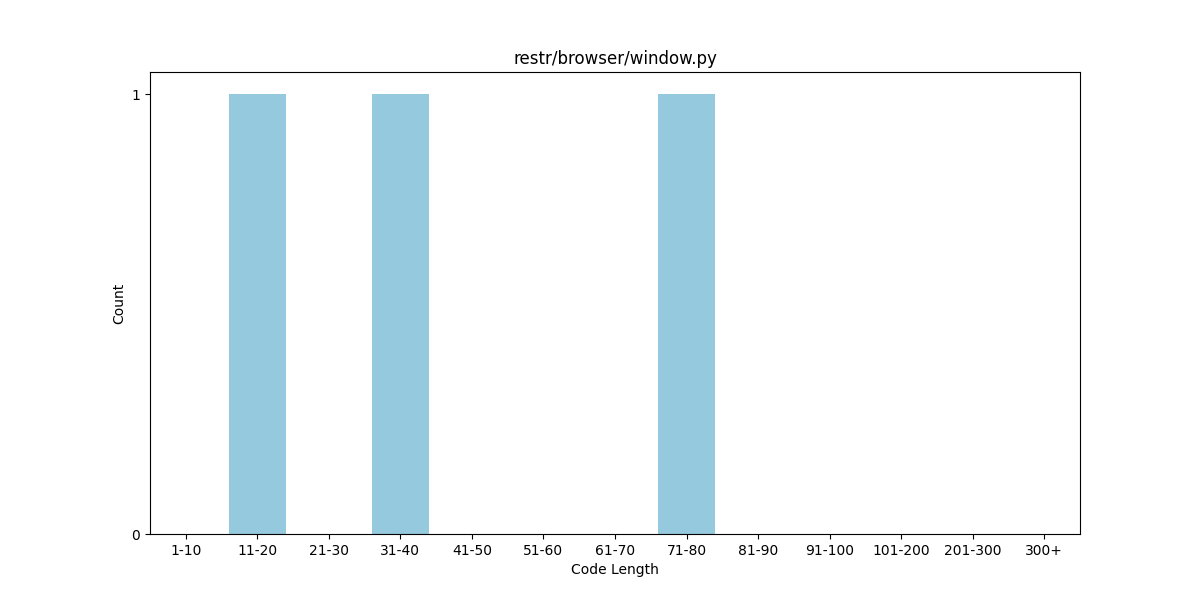 restr/browser/window.py
1
Count
0
1-10 11-20 21-30 31-40 41-50 51-60 61-70 71-80 81-90 91-100 101-200 201-300 300+
Code Length